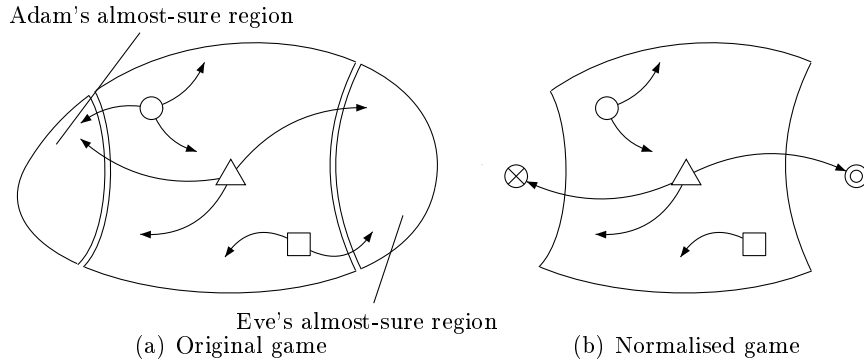 Adam's almost-sure region
Eve's almost-sure region
(a) Original game
(b) Normalised game